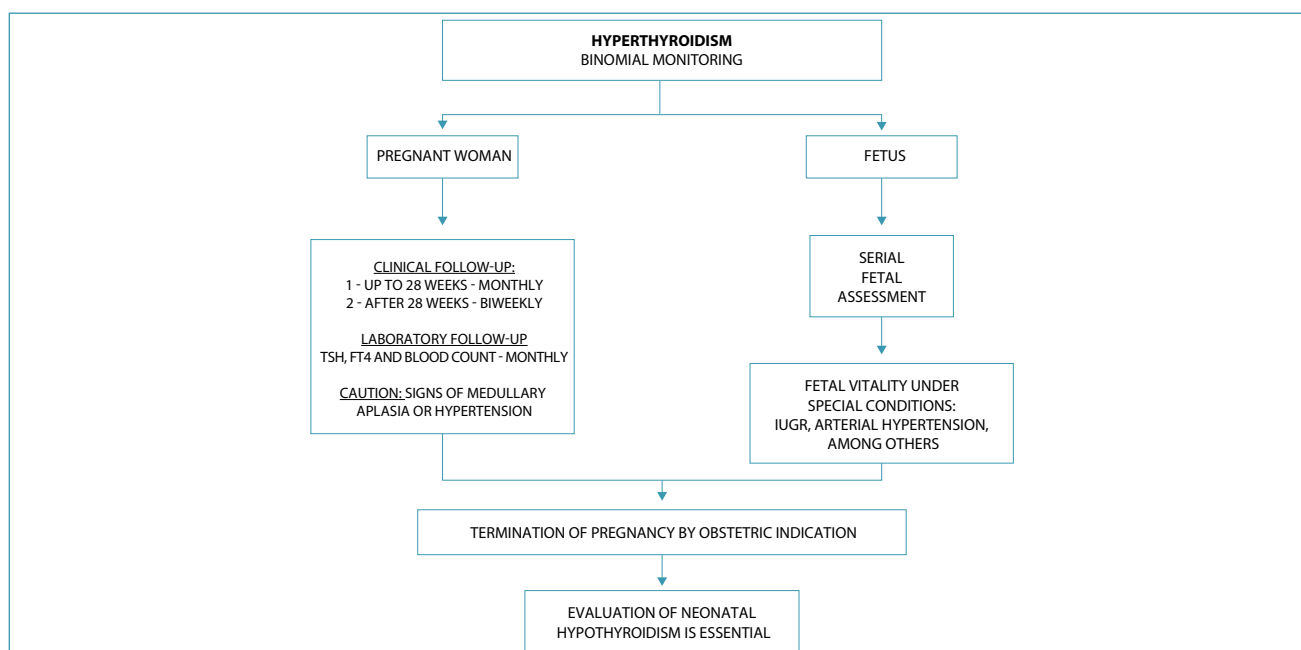 HYPERTHYROIDISM
BINOMIAL MONITORING
PREGNANT WOMAN
FETUS
CLINICAL FOLLOW-UP:
1 - UP TO 28 WEEKS - MONTHLY
2 - AFTER 28 WEEKS - BIWEEKLY
LABORATORY FOLLOW-UP
TSH, FT4 AND BLOOD COUNT - MONTHLY
CAUTION: SIGNS OF MEDULLARY
APLASIA OR HYPERTENSION
SERIAL
FETAL
ASSESSMENT
FETAL VITALITY UNDER
SPECIAL CONDITIONS:
IUGR, ARTERIAL HYPERTENSION,
AMONG OTHERS
TERMINATION OF PREGNANCY BY OBSTETRIC INDICATION
EVALUATION OF NEONATAL
HYPOTHYROIDISM IS ESSENTIAL